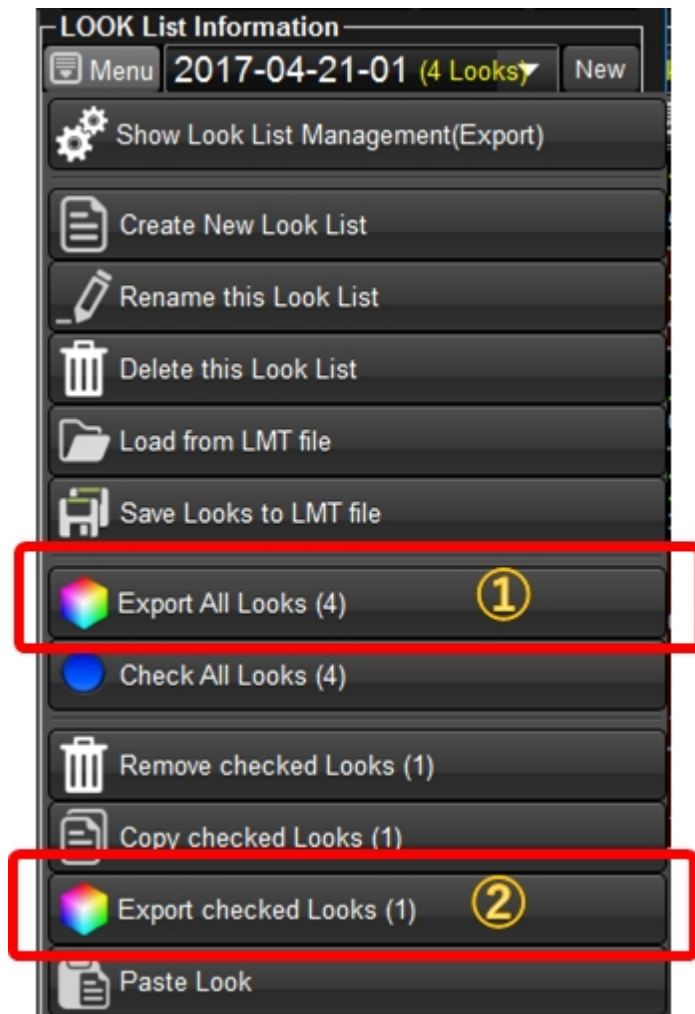 LOOK List Information
Menu 2017-04-21-01 (4 Looks) New
Show Look List Management(Export)
Create New Look List
Rename this Look List
Delete this Look List
Load from LMT file
Save Looks to LMT file
Export All Looks (4) ①
Check All Looks (4)
Remove checked Looks (1)
Copy checked Looks (1)
Export checked Looks (1) ②
Paste Look